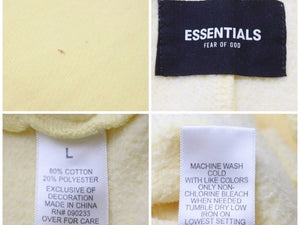 ESSENTIALS
FEAR OF GOD
L
80% COTTON
20% POLYESTER
EXCLUSIVE OF
DECORATION
MADE IN CHINA
RN# 090233
OVER FOR CARE
MACHINE WASH
COLD
WITH LIKE COLORS
ONLY NON-
CHLORINE BLEACH
WHEN NEEDED
TUMBLE DRY LOW
IRON ON
LOWEST SETTING